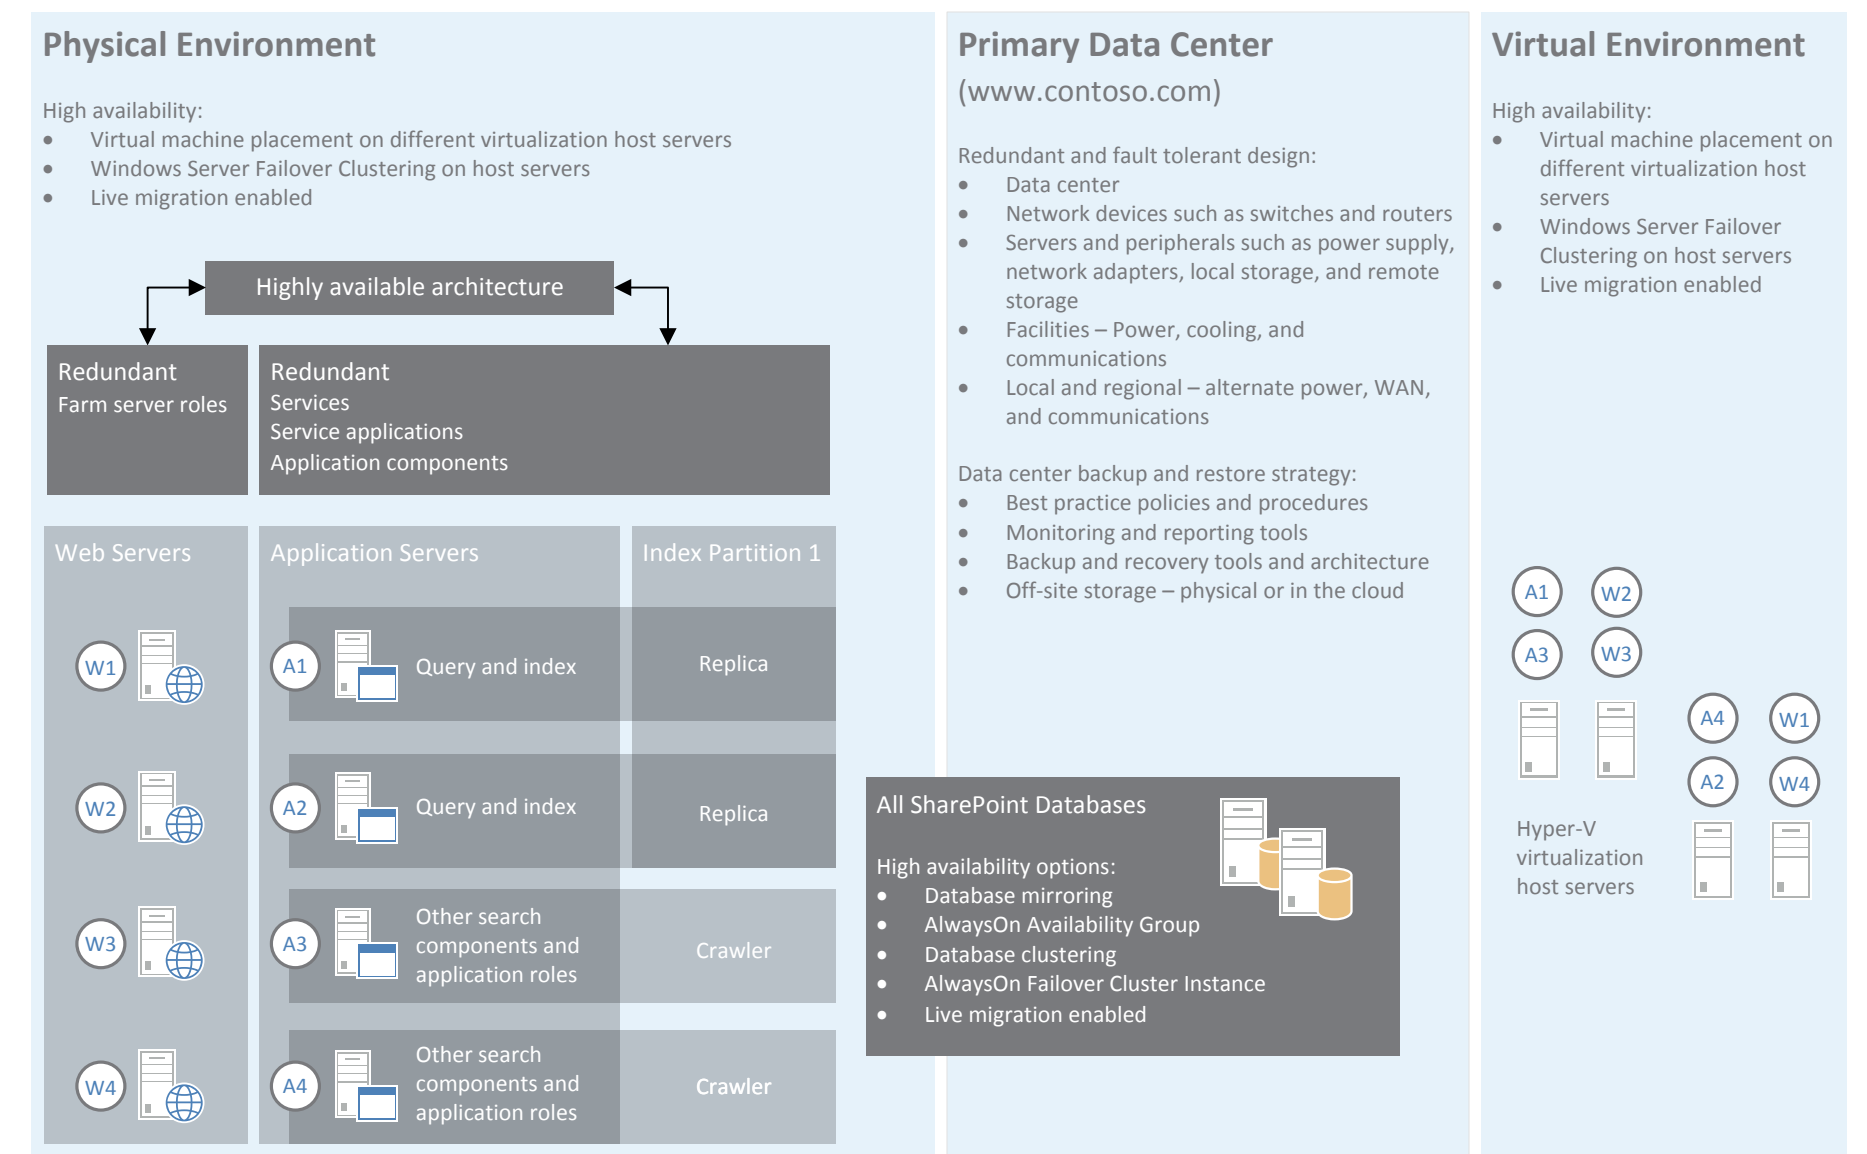 Physical Environment
High availability:
• Virtual machine placement on different virtualization host servers
• Windows Server Failover Clustering on host servers
• Live migration enabled
Highly available architecture
Redundant
Farm server roles
Redundant
Services
Service applications
Application components
Web Servers
Application Servers
Index Partition 1
W1
A1
Query and index
Replica
W2
A2
Query and index
Replica
W3
A3
Other search
components and
application roles
Crawler
W4
A4
Other search
components and
application roles
Crawler
Primary Data Center
(www.contoso.com)
Redundant and fault tolerant design:
• Data center
• Network devices such as switches and routers
• Servers and peripherals such as power supply,
network adapters, local storage, and remote
storage
• Facilities – Power, cooling, and
communications
• Local and regional – alternate power, WAN,
and communications
Data center backup and restore strategy:
• Best practice policies and procedures
• Monitoring and reporting tools
• Backup and recovery tools and architecture
• Off-site storage – physical or in the cloud
All SharePoint Databases
High availability options:
• Database mirroring
• AlwaysOn Availability Group
• Database clustering
• AlwaysOn Failover Cluster Instance
• Live migration enabled
Virtual Environment
High availability:
• Virtual machine placement on
different virtualization host
servers
• Windows Server Failover
Clustering on host servers
• Live migration enabled
A1
W2
A3
W3
A4
W1
A2
W4
Hyper-V
virtualization
host servers